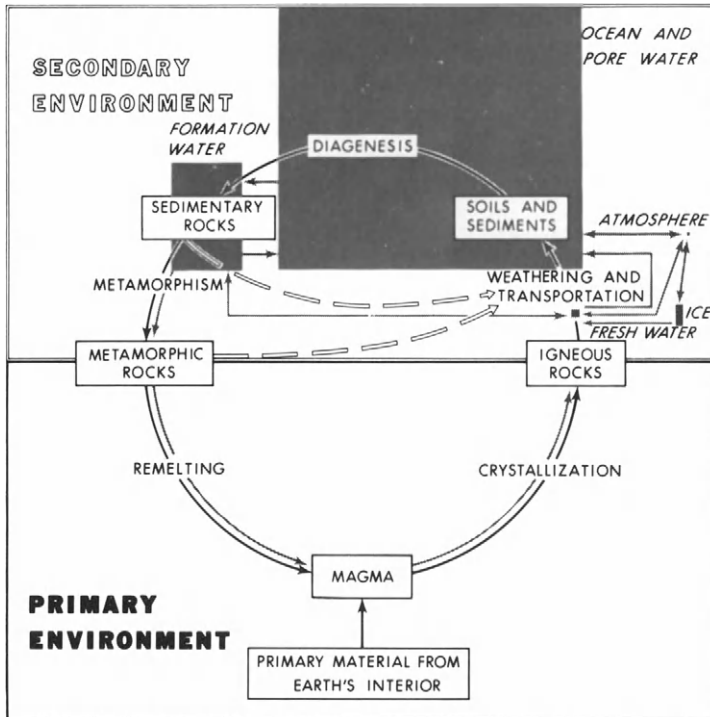 OCEAN AND
PORE WATER
SECONDARY
ENVIRONMENT
FORMATION
WATER
DIAGENESIS
SEDIMENTARY
ROCKS
SOILS AND
SEDIMENTS
ATMOSPHERE
METAMORPHISM
WEATHERING AND
TRANSPORTATION
ICE
FRESH WATER
METAMORPHIC
ROCKS
IGNEOUS
ROCKS
REMELTING
CRYSTALLIZATION
MAGMA
PRIMARY
ENVIRONMENT
PRIMARY MATERIAL FROM
EARTH'S INTERIOR